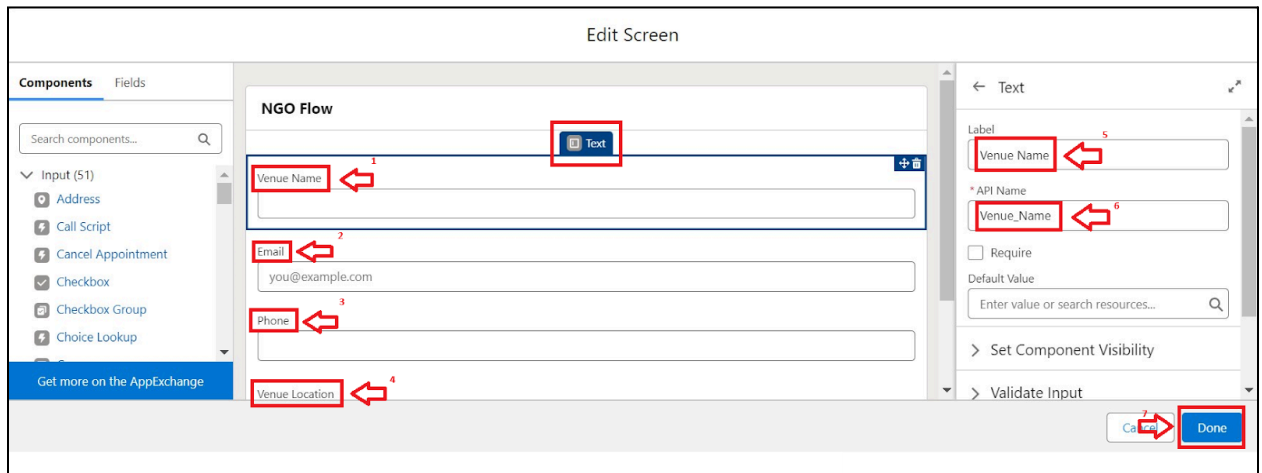 Edit Screen
Components Fields
Search components...
Input (51)
Address
Call Script
Cancel Appointment
Checkbox
Checkbox Group
Choice Lookup
Get more on the AppExchange
NGO Flow
Text
Venue Name 1
Email 2
you@example.com
Phone 3
Venue Location 4
Text
Label
Venue Name 5
* API Name
Venue_Name 6
Require
Default Value
Enter value or search resources...
Set Component Visibility
Validate Input
Cancel 7 Done